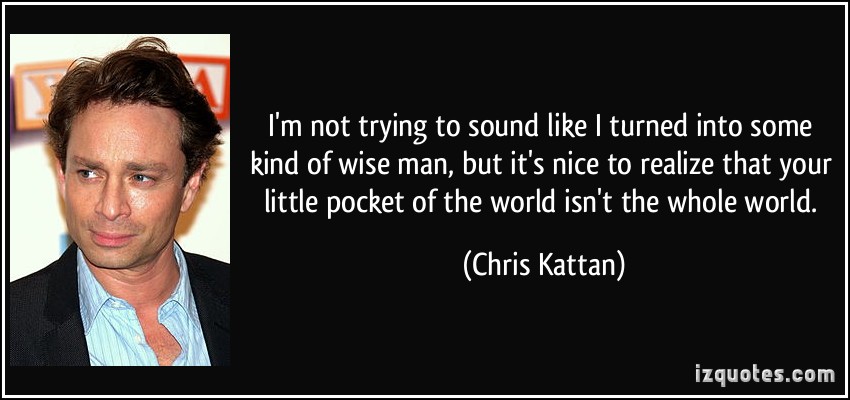 I'm not trying to sound like I turned into some
kind of wise man, but it's nice to realize that your
little pocket of the world isn't the whole world.
(Chris Kattan)
izquotes.com